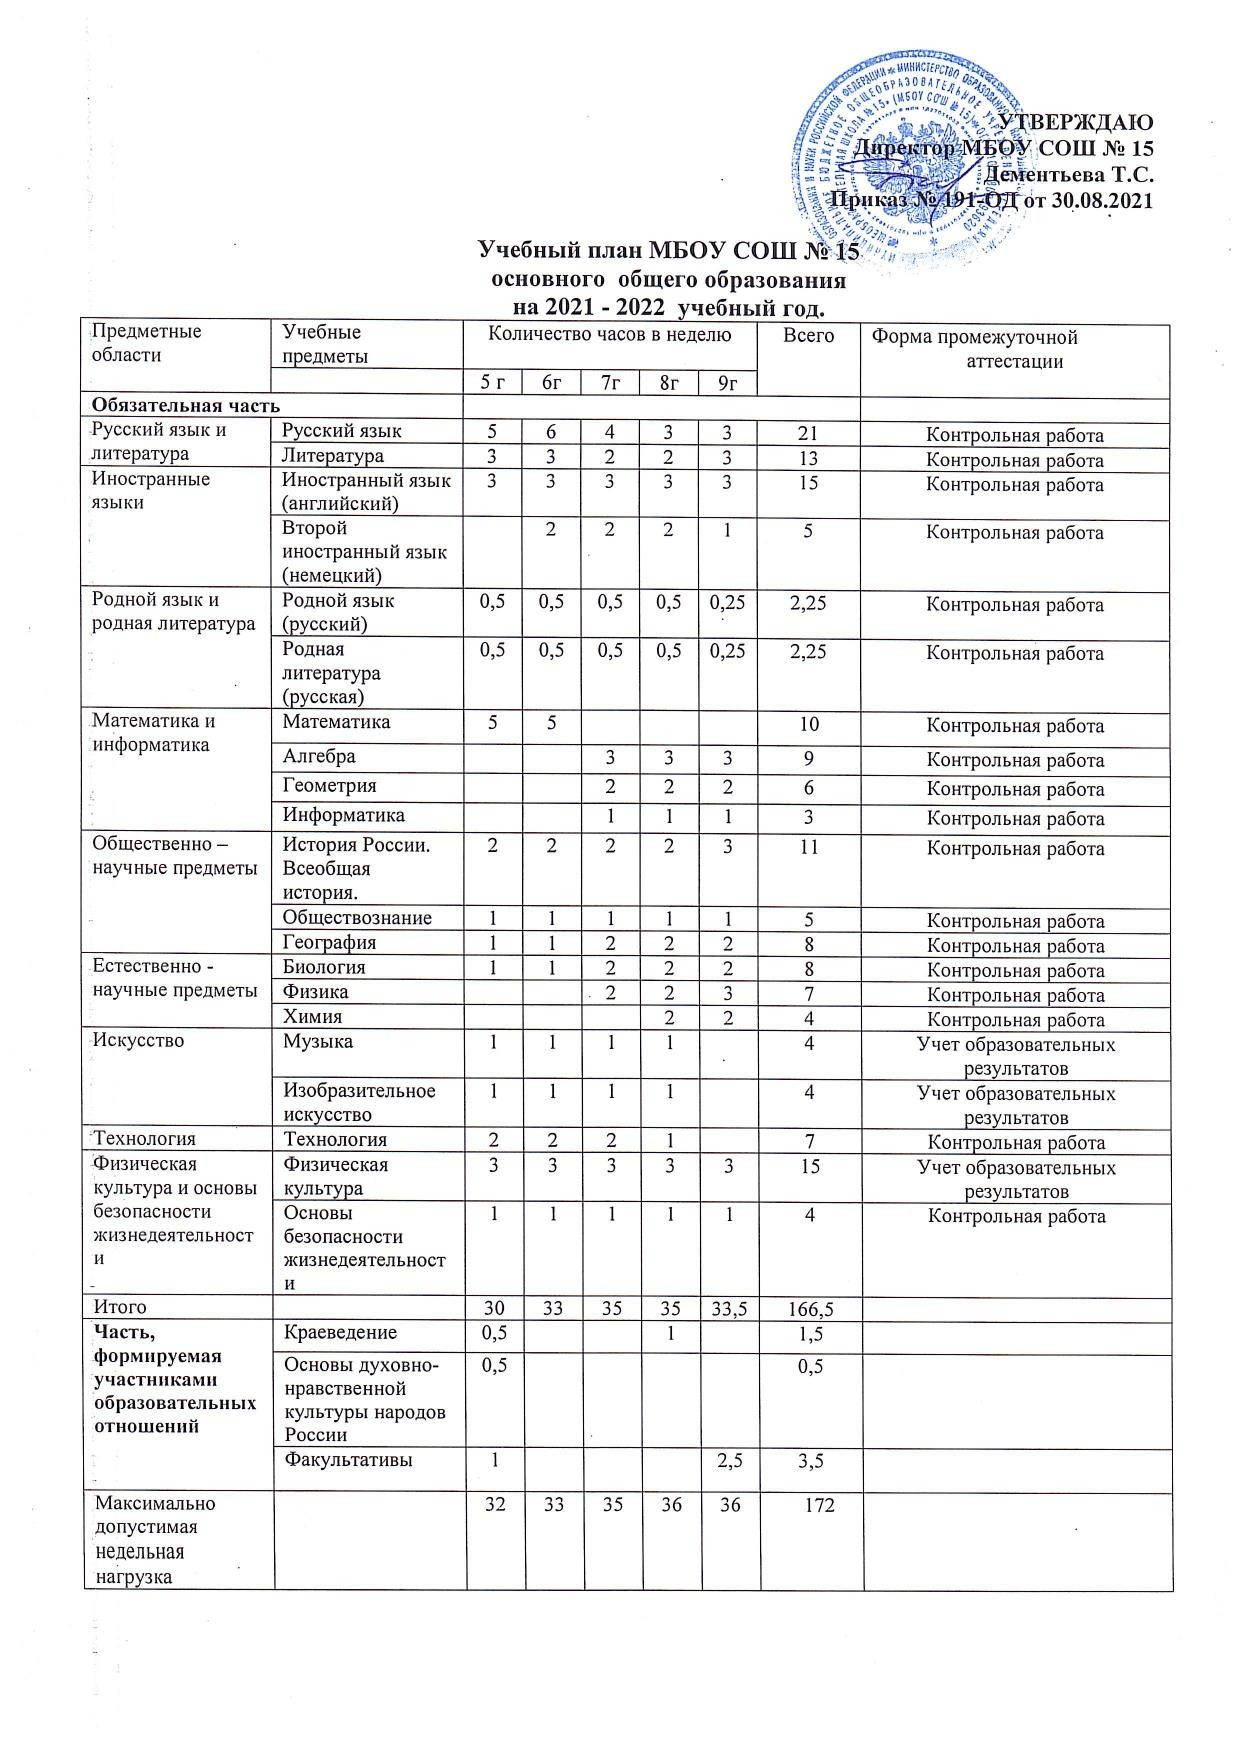 УТВЕРЖДАЮ
Директор МБОУ СОШ № 15
Дементьева Т.С.
Приказ № 191-ОД от 30.08.2021
Учебный план МБОУ СОШ № 15
основного общего образования
на 2021 - 2022 учебный год.
Предметные области Учебные предметы Количество часов в неделю Всего Форма промежуточной аттестации
5 г 6г 7г 8г 9г
Обязательная часть
Русский язык и литература Русский язык 5 6 4 3 3 21 Контрольная работа
Литература 3 3 2 2 3 13 Контрольная работа
Иностранные языки Иностранный язык (английский) 3 3 3 3 3 15 Контрольная работа
Второй иностранный язык (немецкий) 2 2 2 1 5 Контрольная работа
Родной язык и родная литература Родной язык (русский) 0,5 0,5 0,5 0,5 0,25 2,25 Контрольная работа
Родная литература (русская) 0,5 0,5 0,5 0,5 0,25 2,25 Контрольная работа
Математика и информатика Математика 5 5 10 Контрольная работа
Алгебра 3 3 3 9 Контрольная работа
Геометрия 2 2 2 6 Контрольная работа
Информатика 1 1 1 3 Контрольная работа
Общественно – научные предметы История России. Всеобщая история. 2 2 2 2 3 11 Контрольная работа
Обществознание 1 1 1 1 1 5 Контрольная работа
География 1 1 2 2 2 8 Контрольная работа
Естественно - научные предметы Биология 1 1 2 2 2 8 Контрольная работа
Физика 2 2 3 7 Контрольная работа
Химия 2 2 4 Контрольная работа
Искусство Музыка 1 1 1 1 4 Учет образовательных результатов
Изобразительное искусство 1 1 1 1 4 Учет образовательных результатов
Технология Технология 2 2 2 1 7 Контрольная работа
Физическая культура и основы безопасности жизнедеятельност и Физическая культура 3 3 3 3 3 15 Учет образовательных результатов
Основы безопасности жизнедеятельност и 1 1 1 1 1 4 Контрольная работа
Итого 30 33 35 35 33,5 166,5
Часть, формируемая участниками образовательных отношений Краеведение 0,5 1 1,5
Основы духовно-нравственной культуры народов России 0,5 0,5
Факультативы 1 2,5 3,5
Максимально допустимая недельная нагрузка 32 33 35 36 36 172